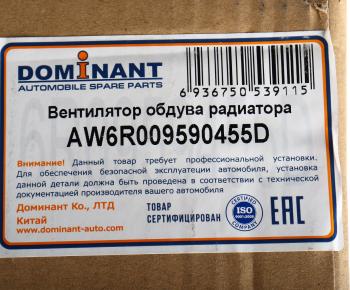 DOMINANT
AUTOMOBILE SPARE PARTS
6 936750 539115
Вентилятор обдува радиатора
AW6R009590455D
Внимание! Данный товар требует профессиональной установки.
Для обеспечения безопасной эксплуатации автомобиля, установка
данной детали должна быть проведена в соответствии с технической
документацией производителя вашего автомобиля
Доминант Ко., ЛТД
Китай
www.dominant-auto.com
ТОВАР
СЕРТИФИЦИРОВАН
CERTIFIED
ISO
COMPANY
EAC